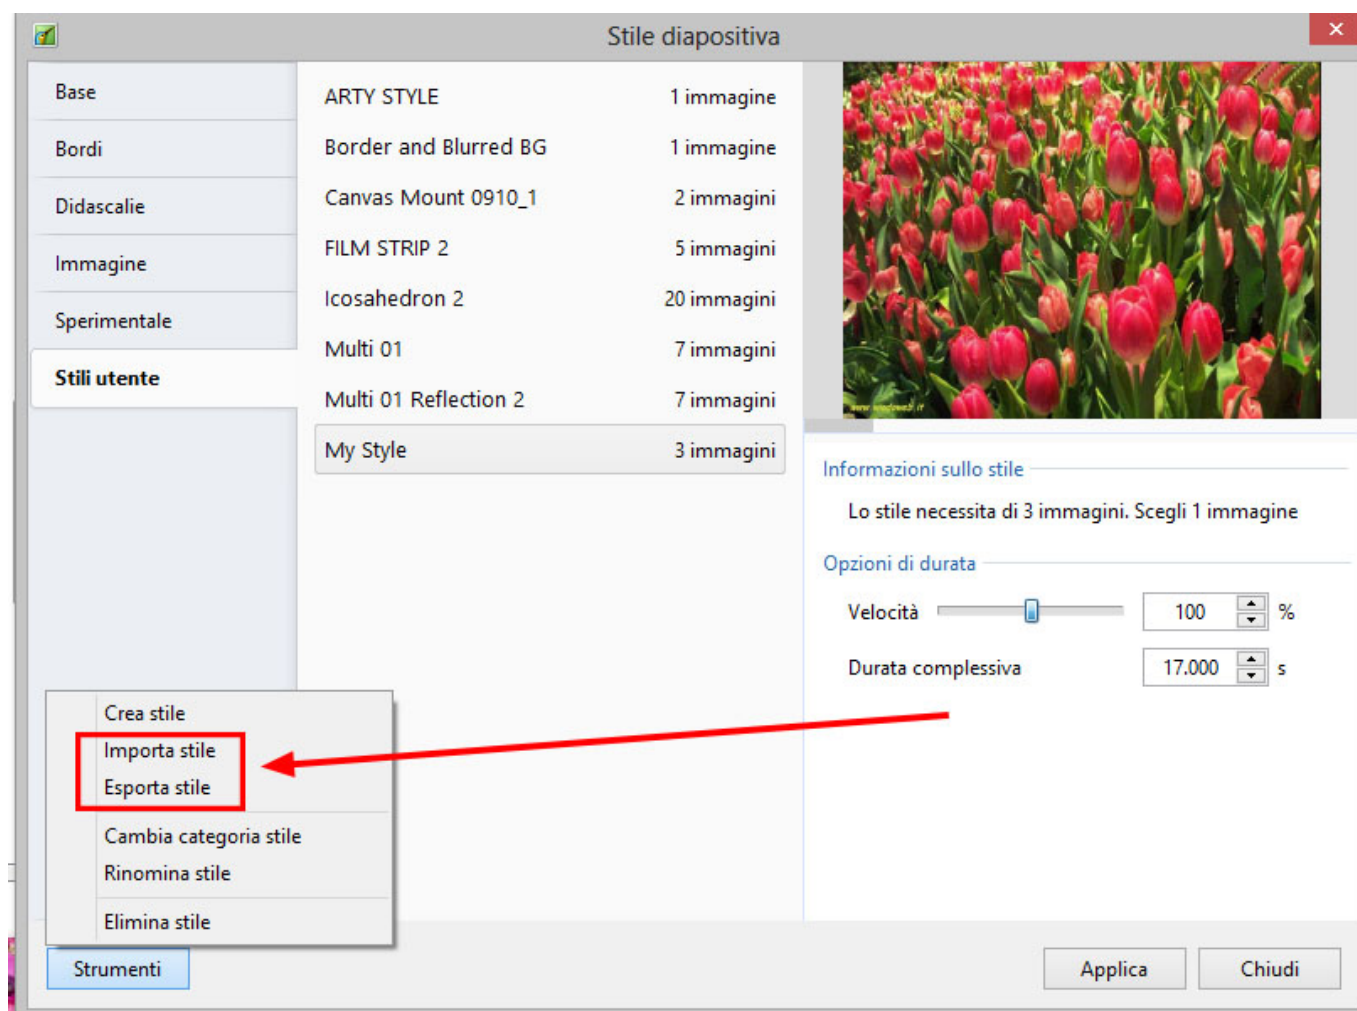 Stile diapositiva
Base
Bordi
Didascalie
Immagine
Sperimentale
Stili utente
ARTY STYLE 1 immagine
Border and Blurred BG 1 immagine
Canvas Mount 0910_1 2 immagini
FILM STRIP 2 5 immagini
Icosahedron 2 20 immagini
Multi 01 7 immagini
Multi 01 Reflection 2 7 immagini
My Style 3 immagini
www.windoweb.it
Informazioni sullo stile
Lo stile necessita di 3 immagini. Scegli 1 immagine
Opzioni di durata
Velocità 100 %
Durata complessiva 17.000 s
Crea stile
Importa stile
Esporta stile
Cambia categoria stile
Rinomina stile
Elimina stile
Strumenti
Applica
Chiudi